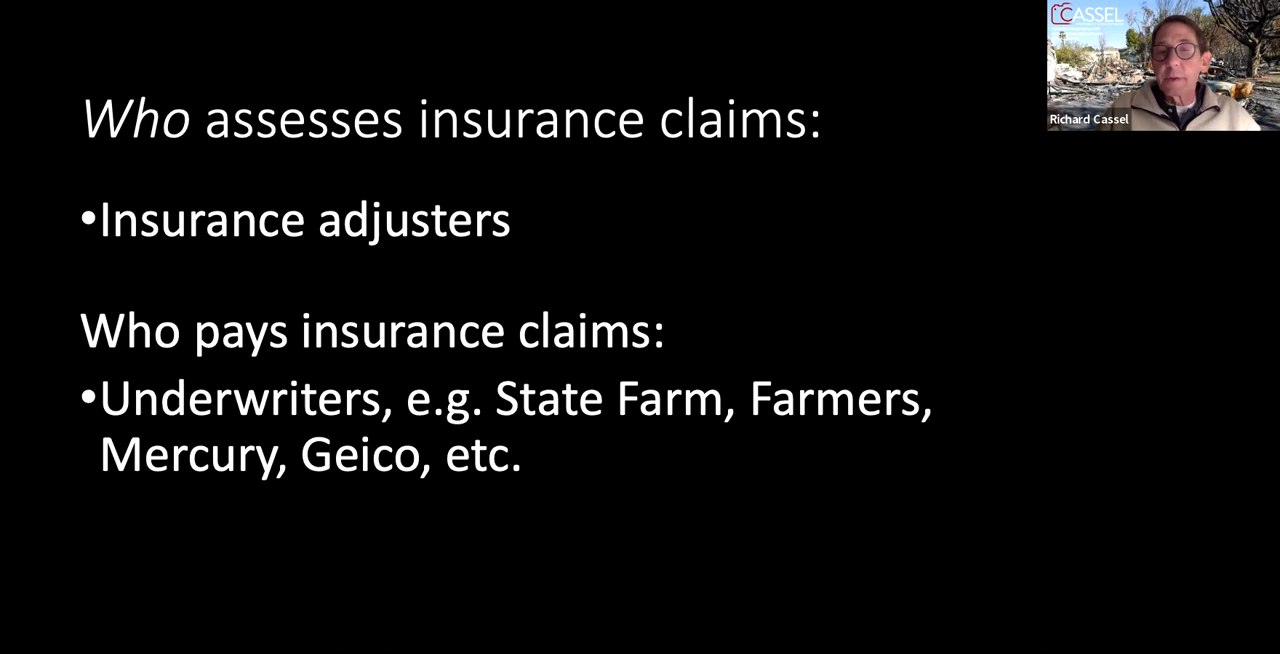 CASSEL
Who assesses insurance claims:
•Insurance adjusters
Richard Cassel
Who pays insurance claims:
•Underwriters, e.g. State Farm, Farmers,
Mercury, Geico, etc.